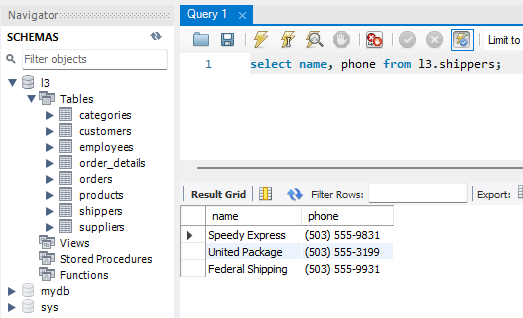 Navigator
SCHEMAS
Filter objects
l3
Tables
categories
customers
employees
order_details
orders
products
shippers
suppliers
Views
Stored Procedures
Functions
mydb
sys
Query 1
Limit to
1 select name, phone from l3.shippers;
Result Grid Filter Rows: Export:
name phone
Speedy Express (503) 555-9831
United Package (503) 555-3199
Federal Shipping (503) 555-9931